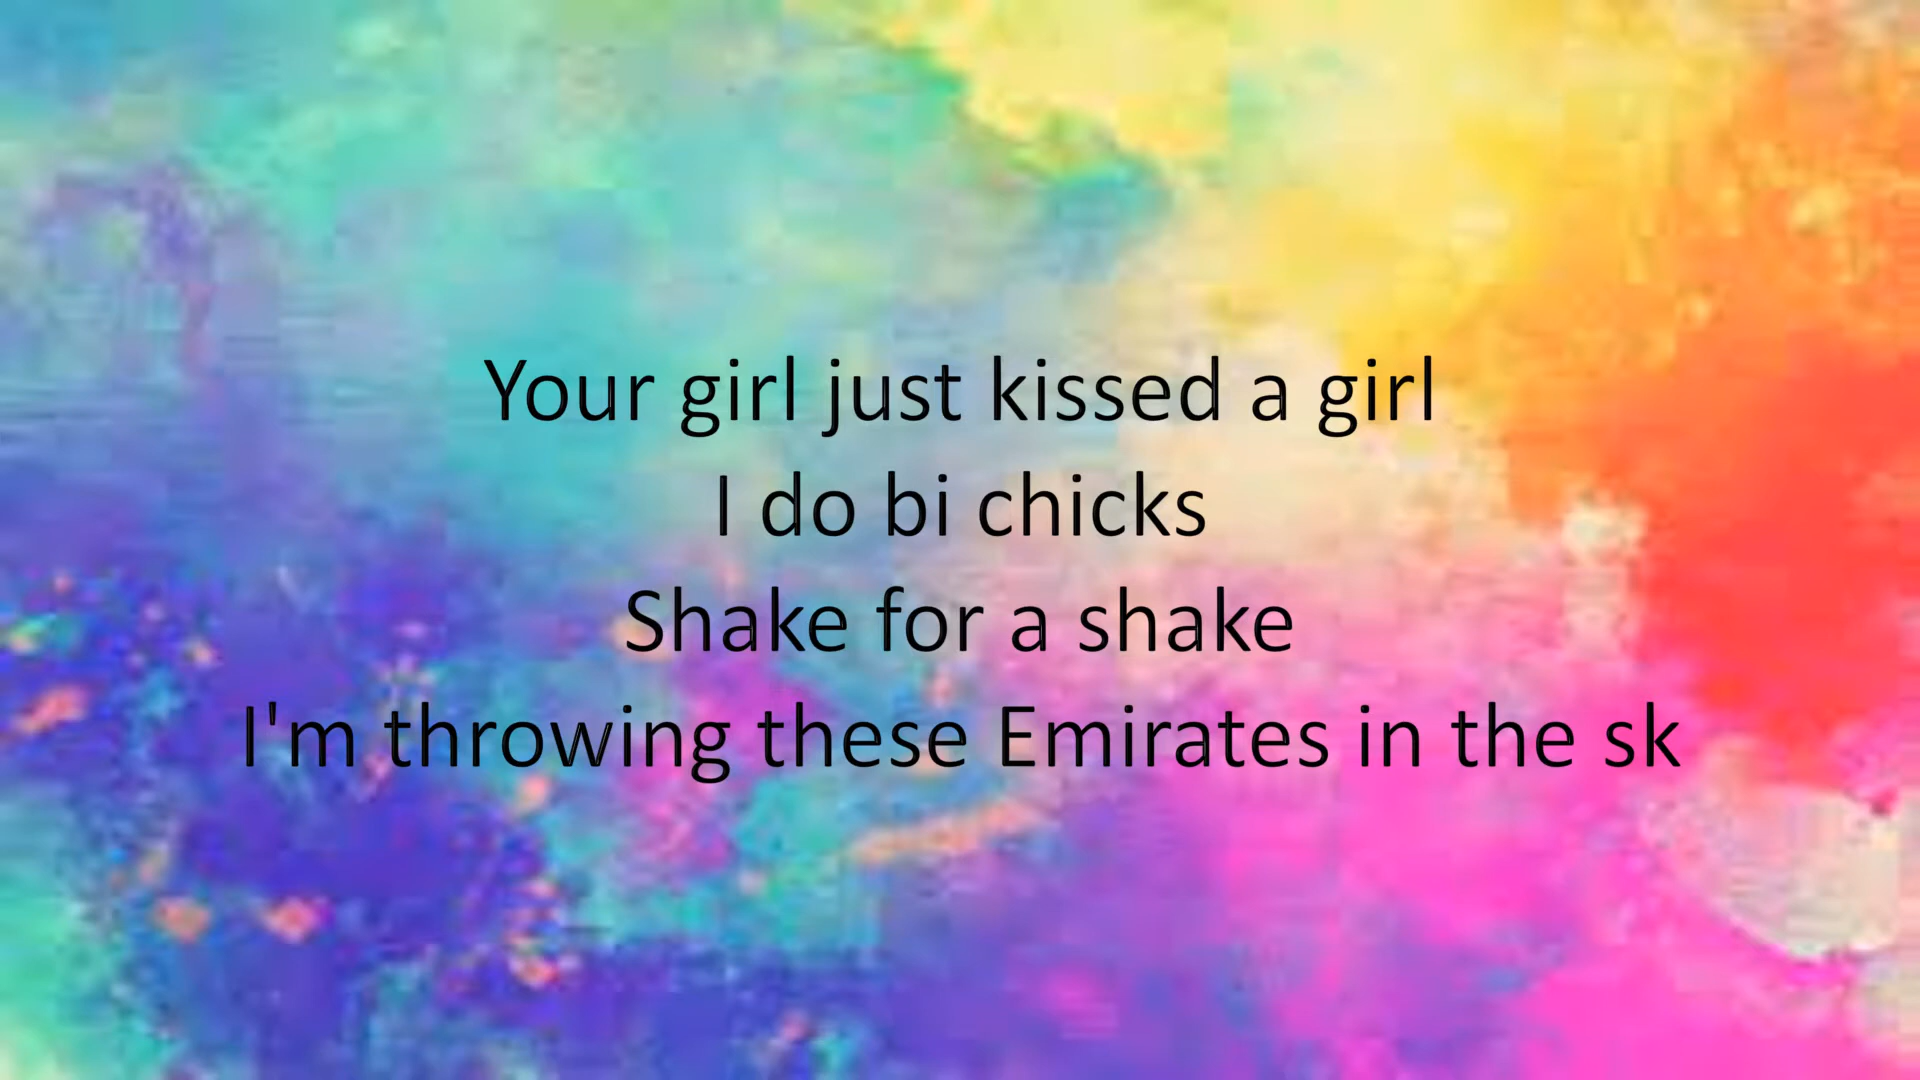 Your girl just kissed a girl
I do bi chicks
Shake for a shake
I'm throwing these Emirates in the sk